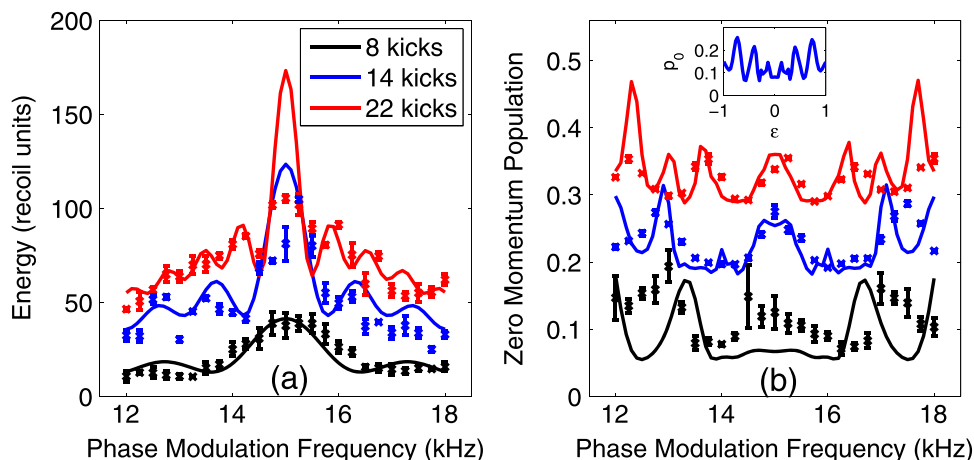 200
150
100
50
0
Energy (recoil units)
8 kicks
14 kicks
22 kicks
(a)
12 14 16 18
Phase Modulation Frequency (kHz)
0.5
0.4
0.3
0.2
0.1
0
Zero Momentum Population
0.2
0.1
0
p0
−1 0 1
ε
(b)
12 14 16 18
Phase Modulation Frequency (kHz)